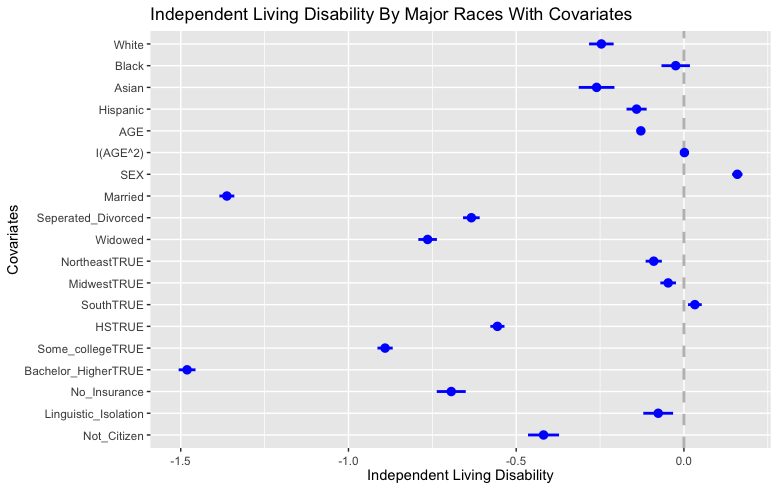 Independent Living Disability By Major Races With Covariates
White
Black
Asian
Hispanic
AGE
I(AGE^2)
SEX
Married
Seperated_Divorced
Widowed
NortheastTRUE
MidwestTRUE
SouthTRUE
HSTRUE
Some_collegeTRUE
Bachelor_HigherTRUE
No_Insurance
Linguistic_Isolation
Not_Citizen
Covariates
-1.5 -1.0 -0.5 0.0
Independent Living Disability